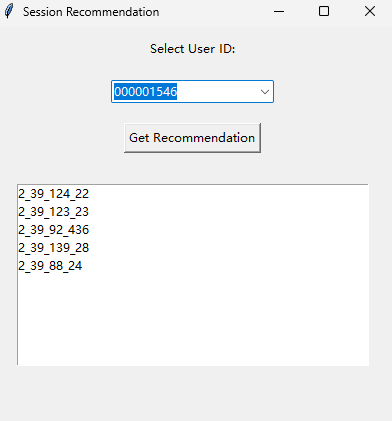 Session Recommendation
Select User ID:
000001546
Get Recommendation
2_39_124_22
2_39_123_23
2_39_92_436
2_39_139_28
2_39_88_24